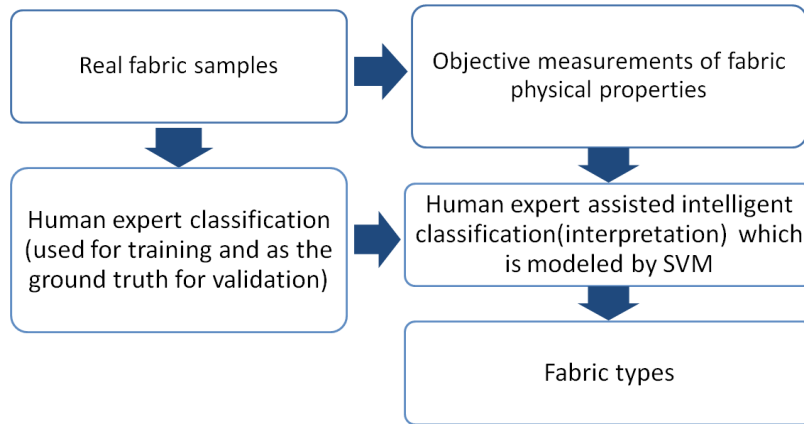 Real fabric samples
Objective measurements of fabric
physical properties
Human expert classification
(used for training and as the
ground truth for validation)
Human expert assisted intelligent
classification(interpretation) which
is modeled by SVM
Fabric types